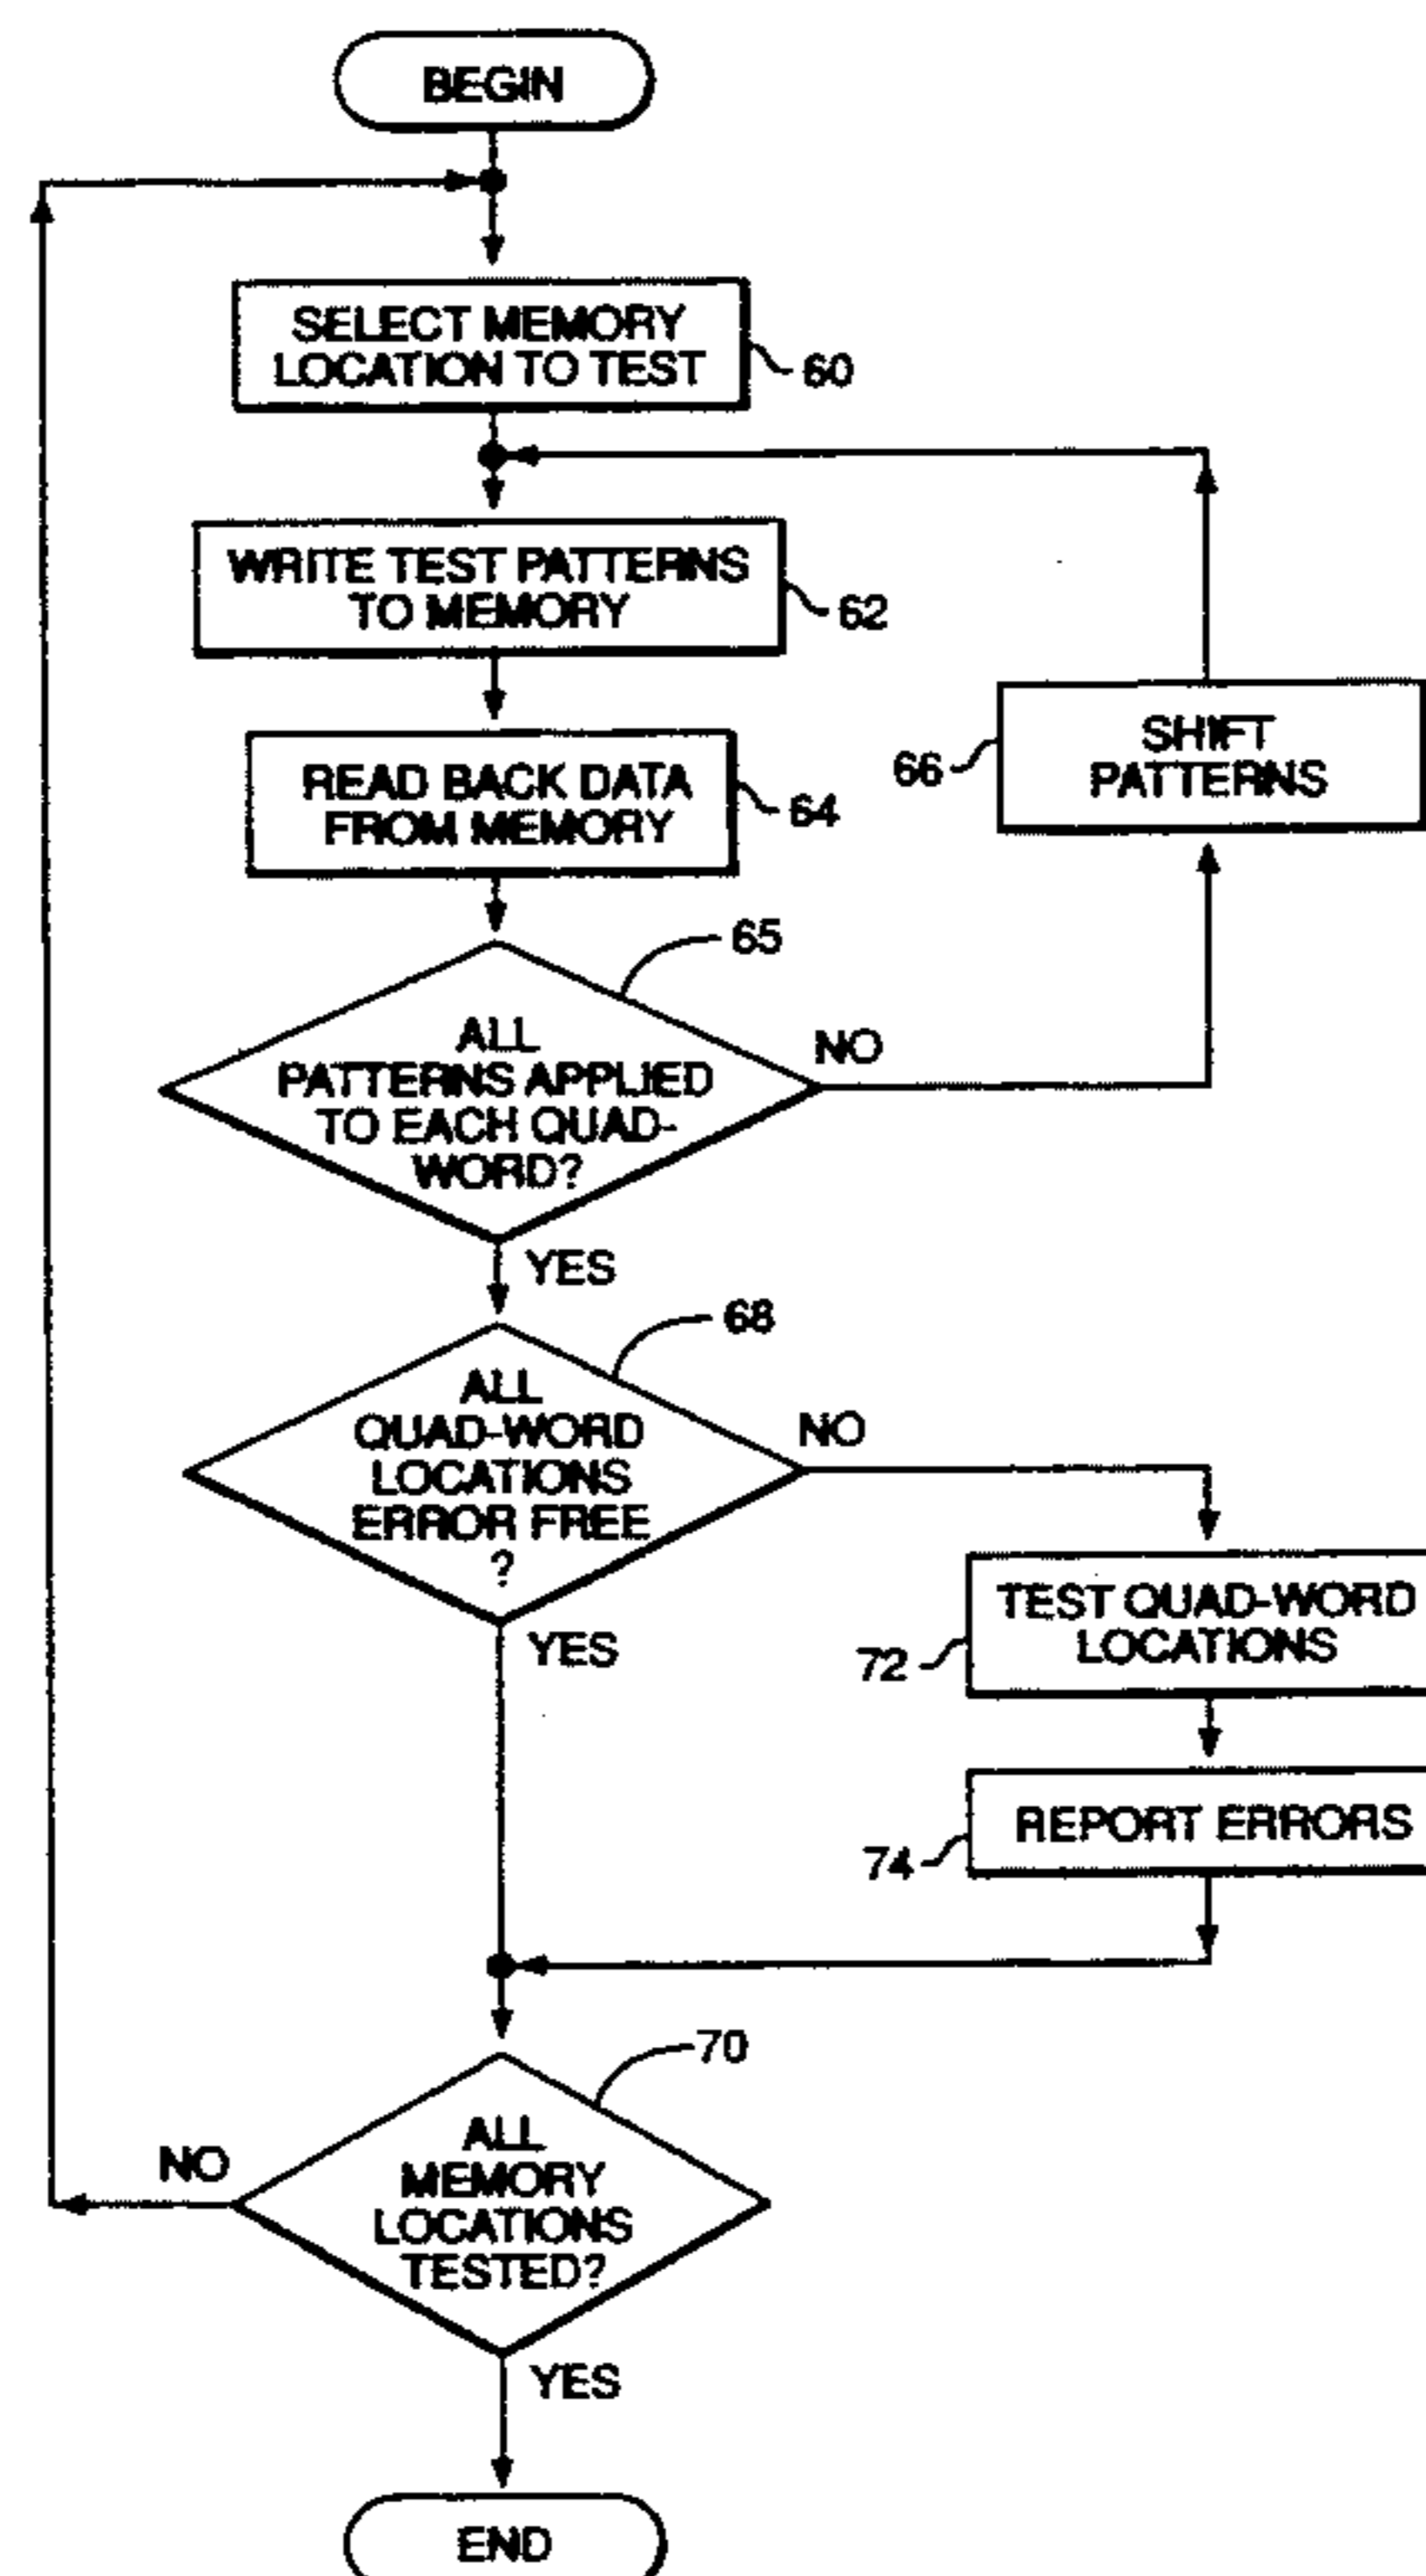 BEGIN
SELECT MEMORY
LOCATION TO TEST
60
WRITE TEST PATTERNS
TO MEMORY
62
SHIFT
PATTERNS
66
READ BACK DATA
FROM MEMORY
64
65
ALL
PATTERNS APPLIED
TO EACH QUAD-
WORD?
NO
YES
68
ALL
QUAD-WORD
LOCATIONS
ERROR FREE
?
NO
YES
TEST QUAD-WORD
LOCATIONS
72
REPORT ERRORS
74
70
ALL
MEMORY
LOCATIONS
TESTED?
NO
YES
END